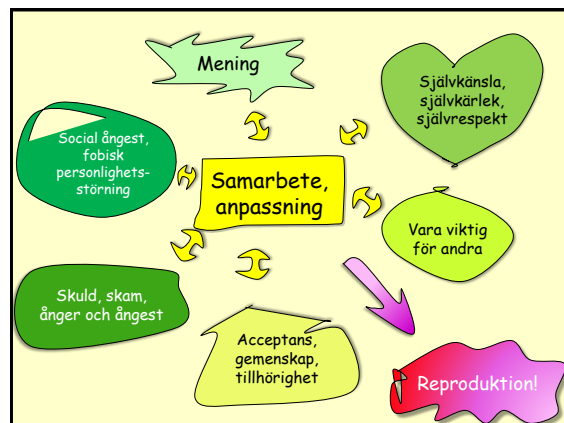 Mening
Självkänsla,
självkärlek,
självrespekt
Social ångest,
fobisk
personlighets-
störning
Samarbete,
anpassning
Vara viktig
för andra
Skuld, skam,
ånger och ångest
Acceptans,
gemenskap,
tillhörighet
Reproduktion!